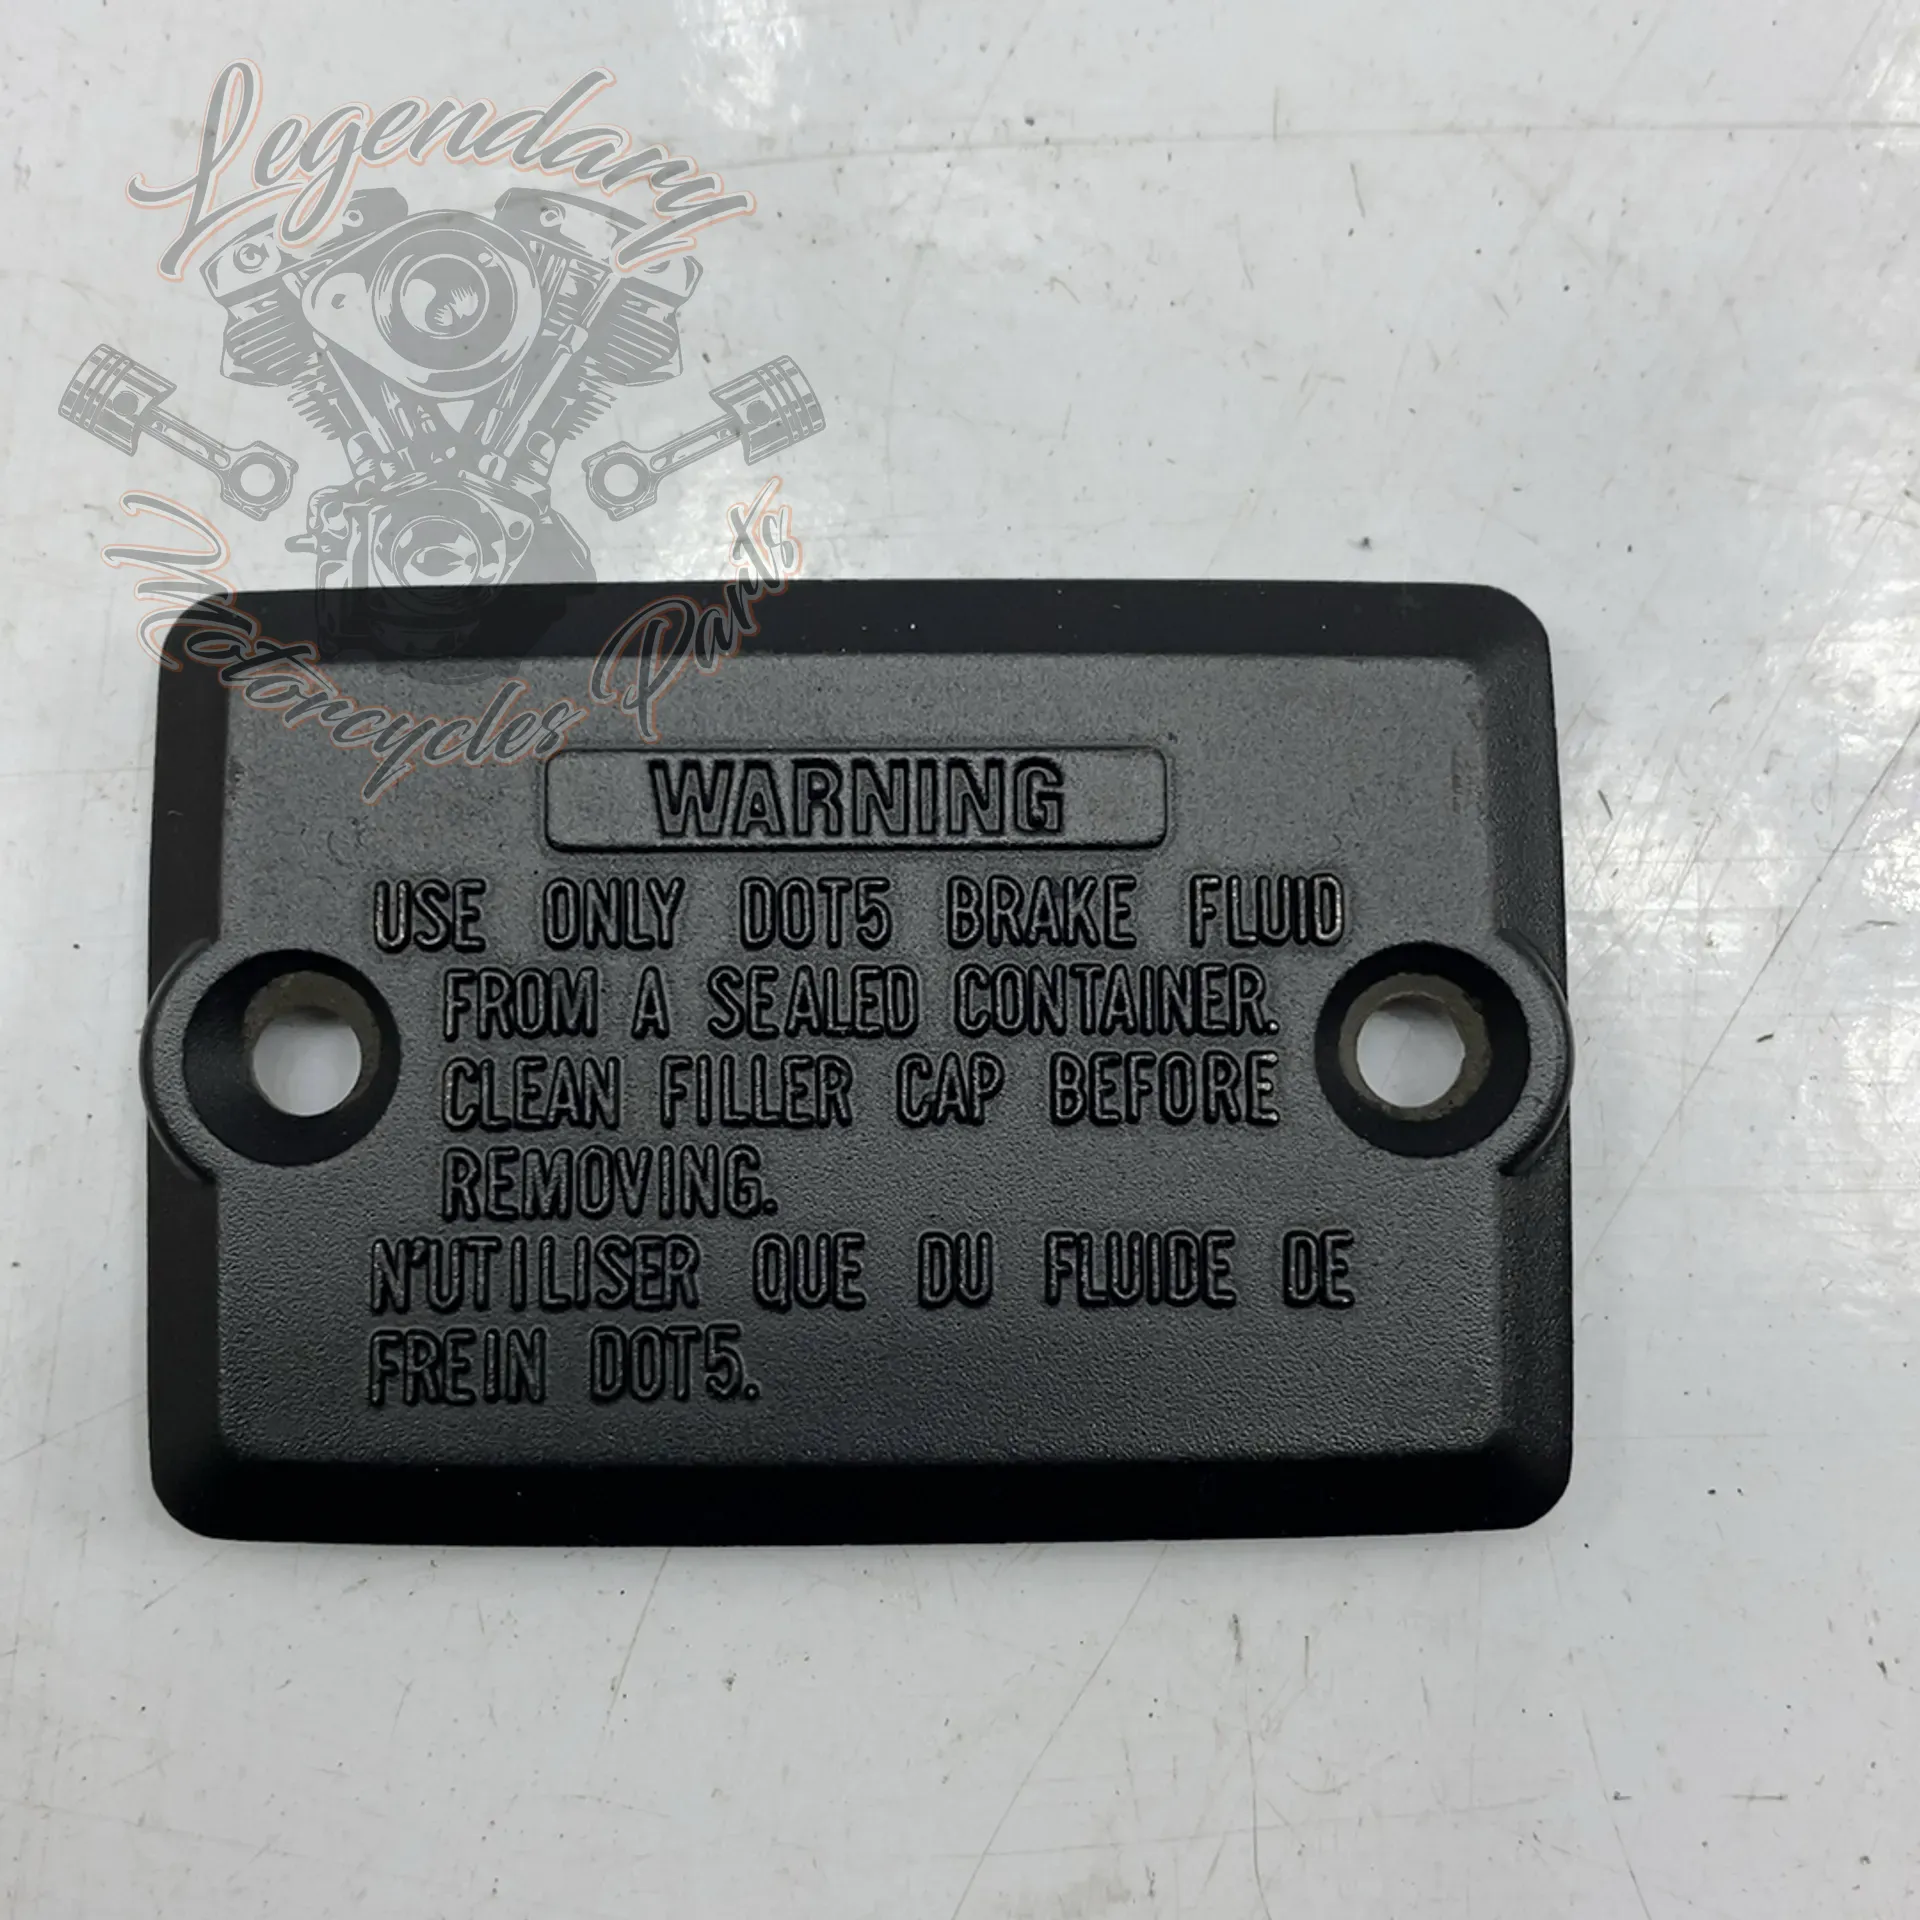 Legendary
Motorcycles Parts
WARNING
USE ONLY DOT5 BRAKE FLUID
FROM A SEALED CONTAINER.
CLEAN FILLER CAP BEFORE
REMOVING.
N'UTILISER QUE DU FLUIDE DE
FREIN DOT5.